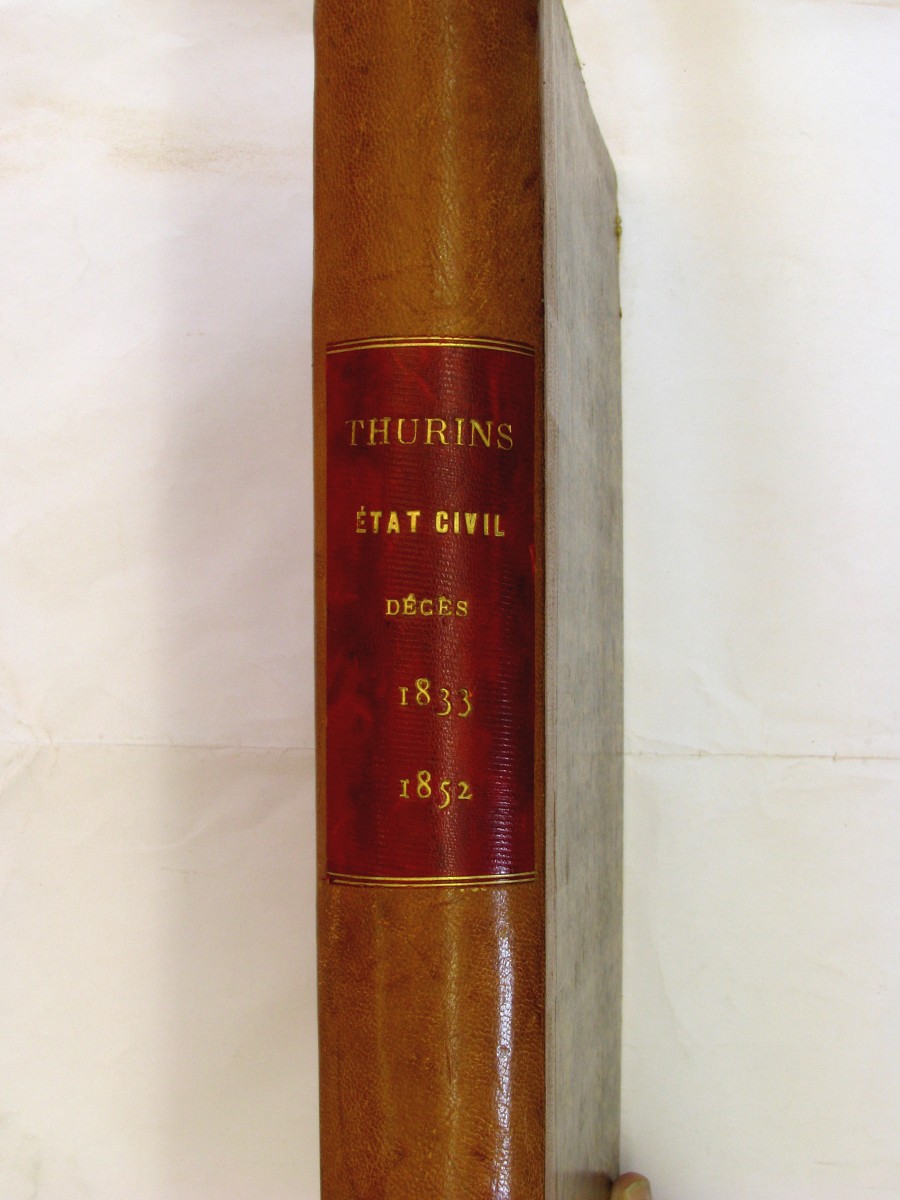 THURINS
ÉTAT CIVIL
DÉCÈS
1833
1852